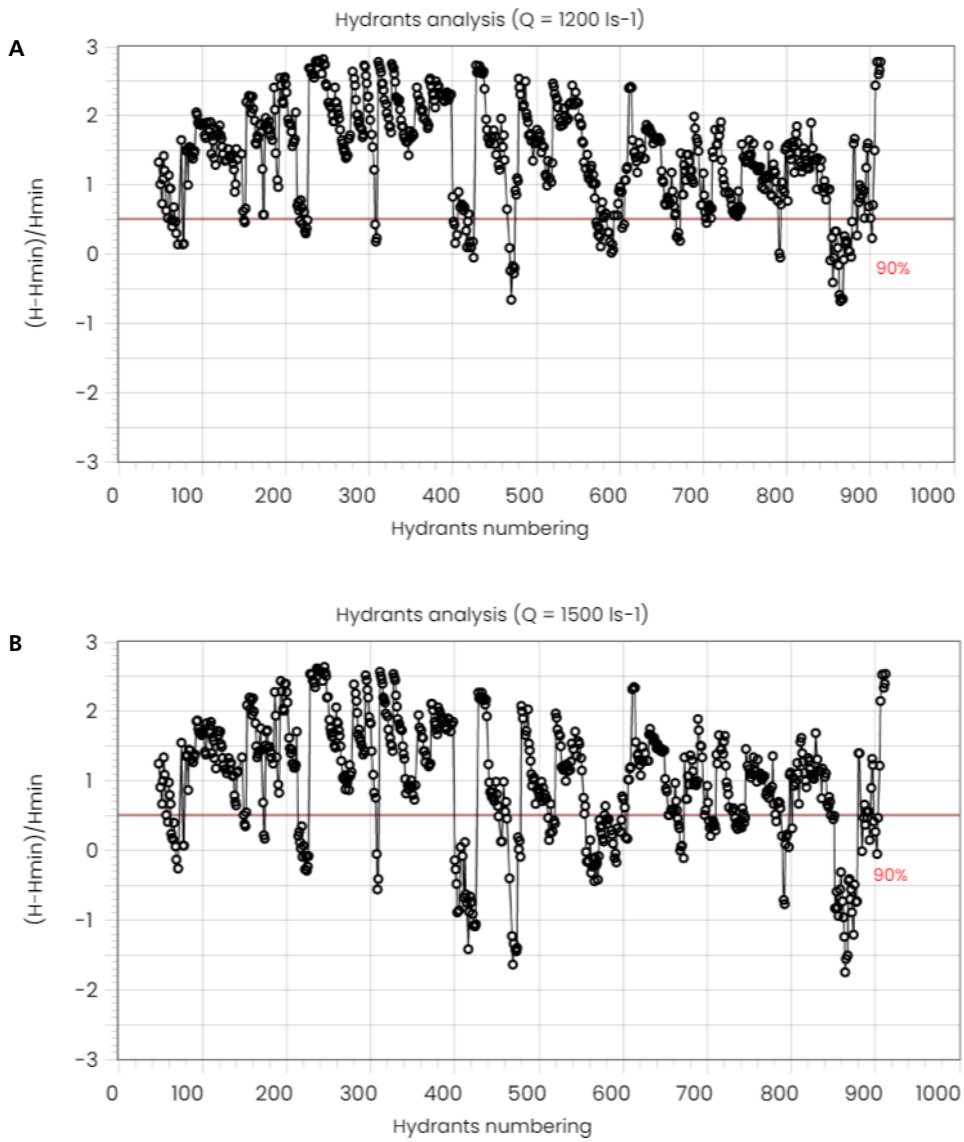 A
Hydrants analysis (Q = 1200 ls-1)
(H-Hmin)/Hmin
3
2
1
0
−1
−2
−3
90%
0 100 200 300 400 500 600 700 800 900 1000
Hydrants numbering
B
Hydrants analysis (Q = 1500 ls-1)
(H-Hmin)/Hmin
3
2
1
0
−1
−2
−3
90%
0 100 200 300 400 500 600 700 800 900 1000
Hydrants numbering